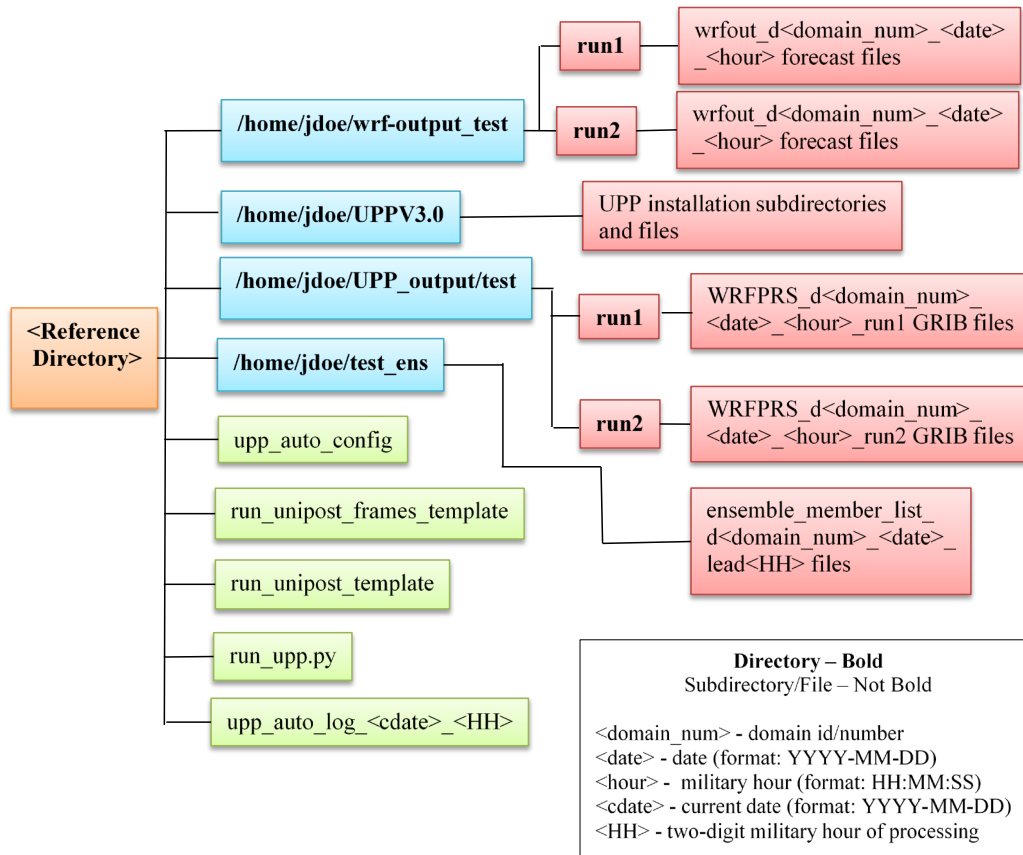 run1
wrfout_d<domain_num>_<date>
_<hour> forecast files
/home/jdoe/wrf-output_test
run2
wrfout_d<domain_num>_<date>
_<hour> forecast files
/home/jdoe/UPPV3.0
UPP installation subdirectories
and files
/home/jdoe/UPP_output/test
run1
WRFPRS_d<domain_num>_
<date>_<hour>_run1 GRIB files
<Reference
Directory>
/home/jdoe/test_ens
run2
WRFPRS_d<domain_num>_
<date>_<hour>_run2 GRIB files
upp_auto_config
run_unipost_frames_template
ensemble_member_list_
d<domain_num>_<date>_
lead<HH> files
run_unipost_template
run_upp.py
upp_auto_log_<cdate>_<HH>
Directory – Bold
Subdirectory/File – Not Bold
<domain_num> - domain id/number
<date> - date (format: YYYY-MM-DD)
<hour> - military hour (format: HH:MM:SS)
<cdate> - current date (format: YYYY-MM-DD)
<HH> - two-digit military hour of processing